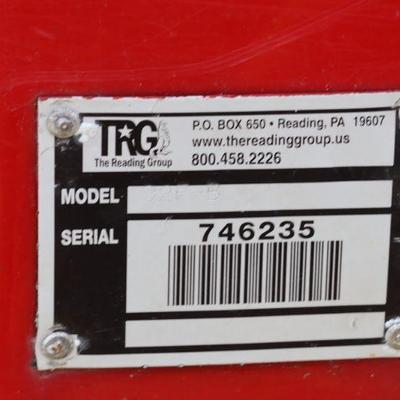 TRG
The Reading Group
P.O. BOX 650 • Reading, PA 19607
www.thereadinggroup.us
800.458.2226
MODEL
SERIAL 746235